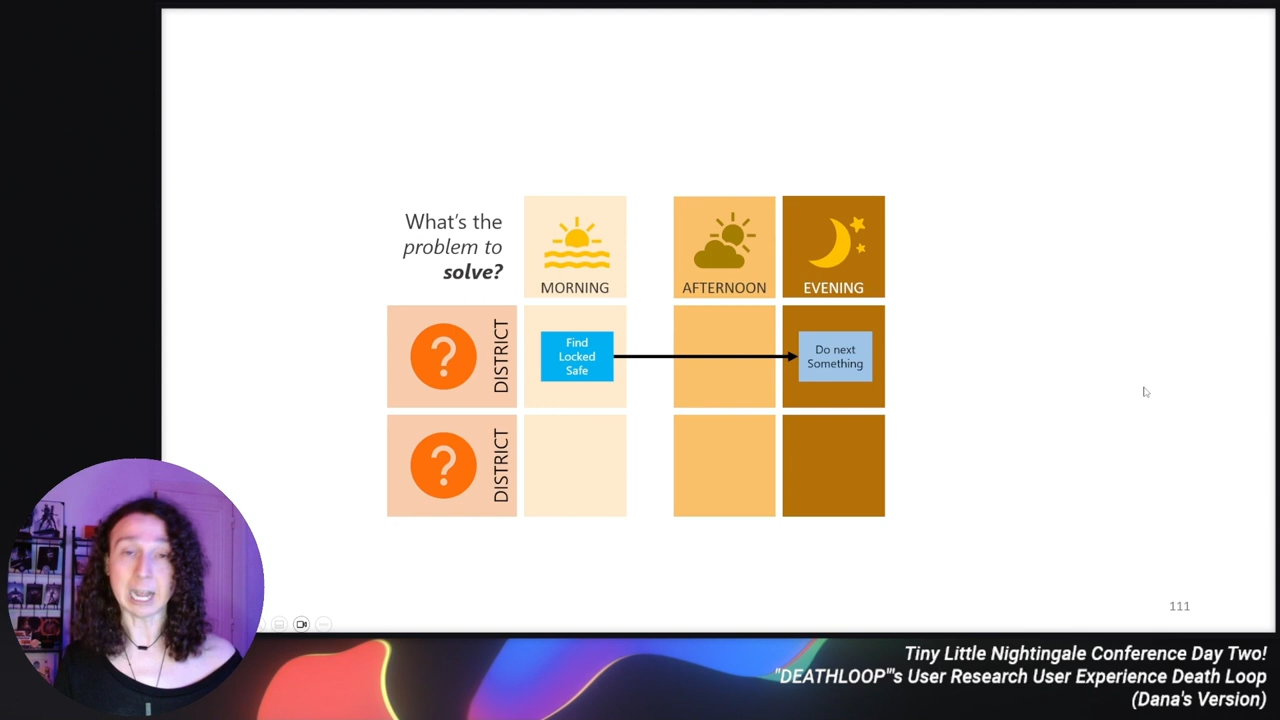 What's the
problem to
solve?
MORNING
AFTERNOON
EVENING
DISTRICT
Find
Locked
Safe
Do next
Something
DISTRICT
111
Tiny Little Nightingale Conference Day Two!
"DEATHLOOP"'s User Research User Experience Death Loop
(Dana's Version)